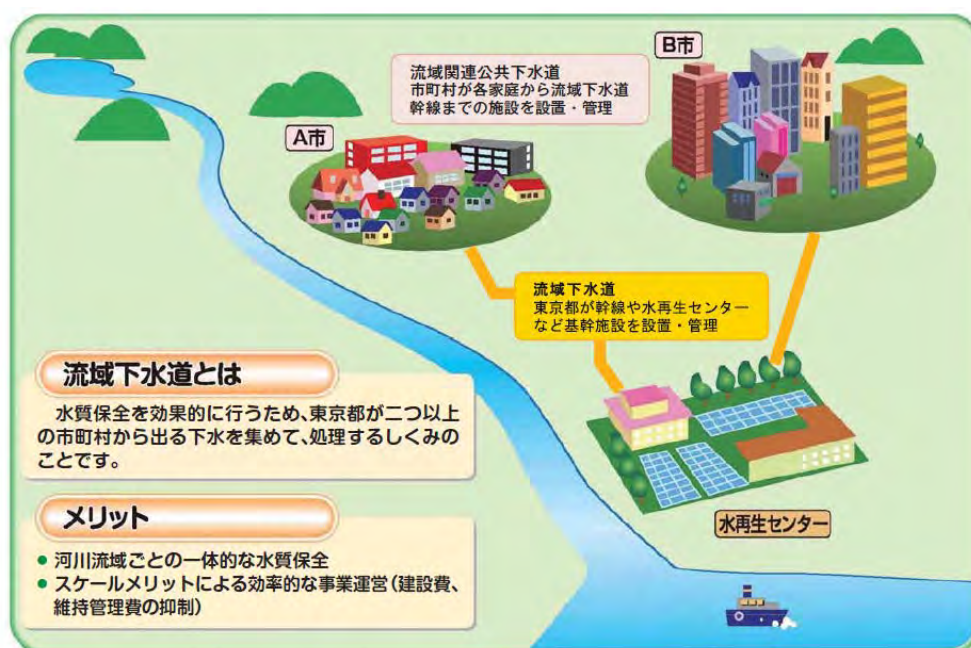 B市
流域関連公共下水道
市町村が各家庭から流域下水道
幹線までの施設を設置・管理
A市
流域下水道
東京都が幹線や水再生センター
など基幹施設を設置・管理
流域下水道とは
水質保全を効果的に行うため、東京都が二つ以上
の市町村から出る下水を集めて、処理するしくみの
ことです。
メリット
● 河川流域ごとの一体的な水質保全
● スケールメリットによる効率的な事業運営(建設費、
維持管理費の抑制)
水再生センター